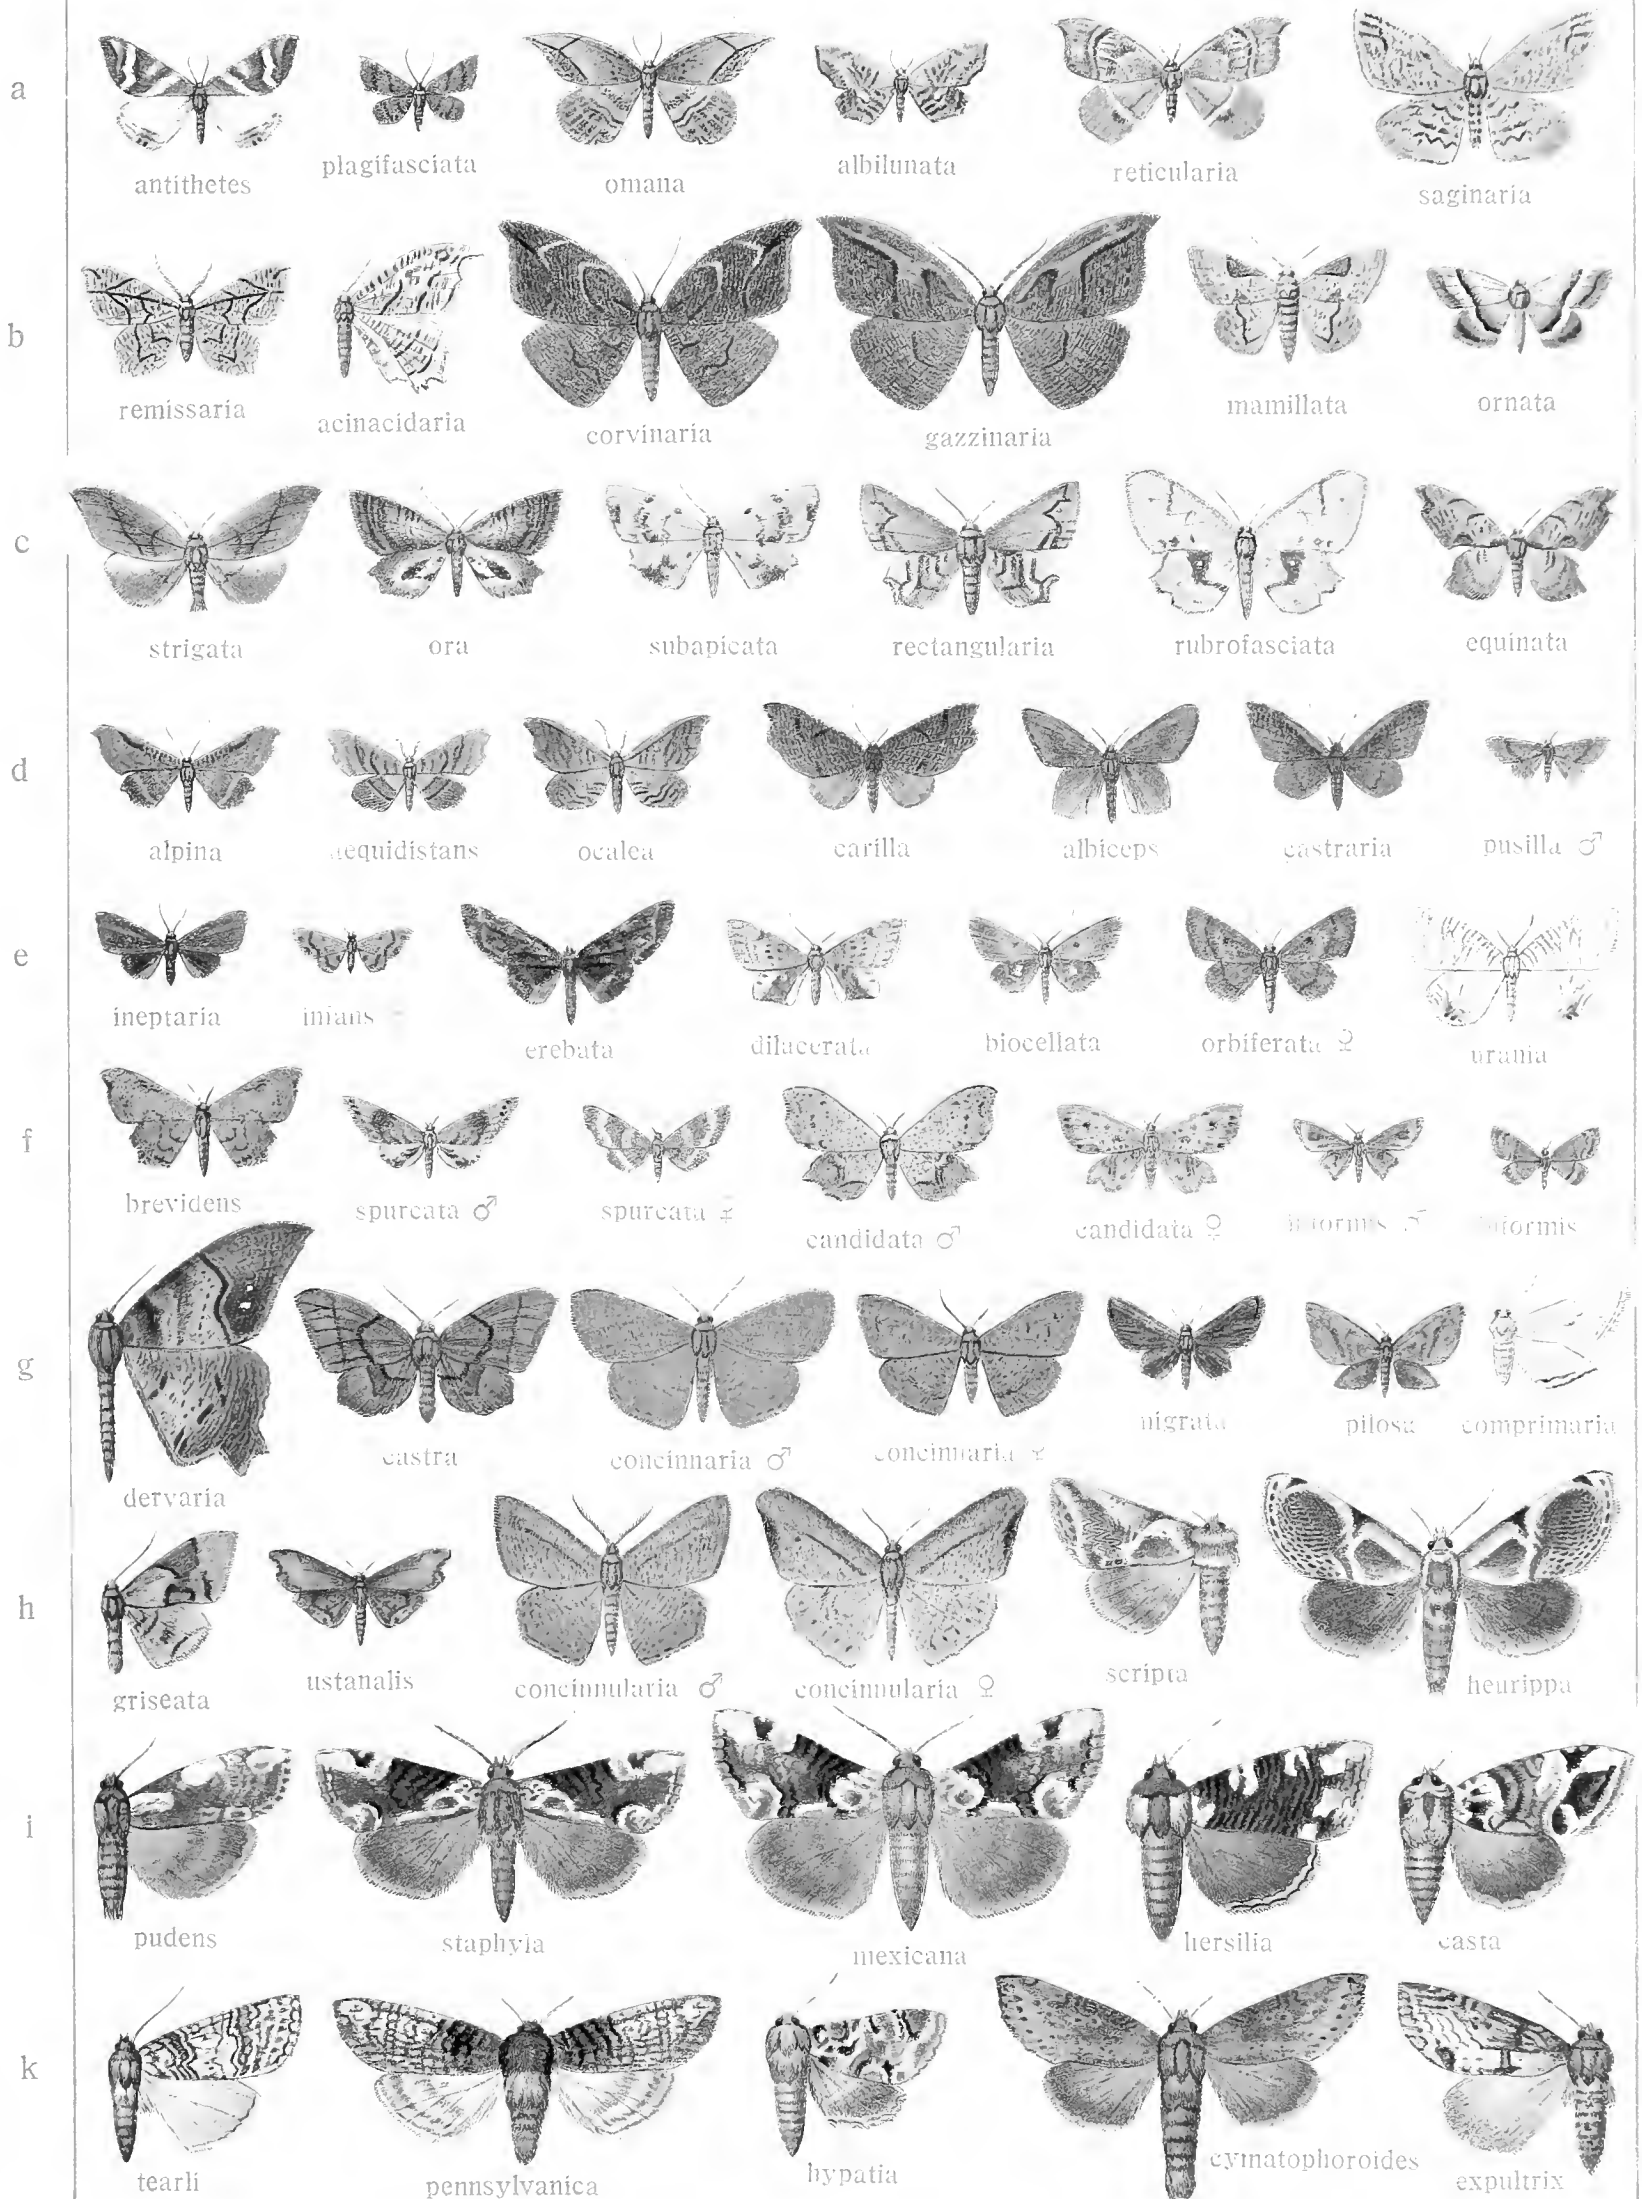 a
antithetes plagifasciata omana albilunata reticularia saginaria
b
remissaria acinacidaria corvinaria gazzinaria mamillata ornata
c
strigata ora subapicata rectangularia rubrofasciata equinata
d
alpina aequidistans ocalea carilla albiceps castraria pusilla ♂
e
ineptaria inians erebata dilacerata biocellata orbiferata ♀ urania
f
brevidens spurcata ♂ spurcata ♀ candidata ♂ candidata ♀
g
dervaria castra concinnaria ♂ concinnaria ♀ nigrata pilosa comprimaria
h
griseata ustanalis concinnularia ♂ concinnularia ♀ scripta heurippa
i
pudens staphyla mexicana hersilia casta
k
tearli pennsylvanica hypatia cymatophoroides expultrix